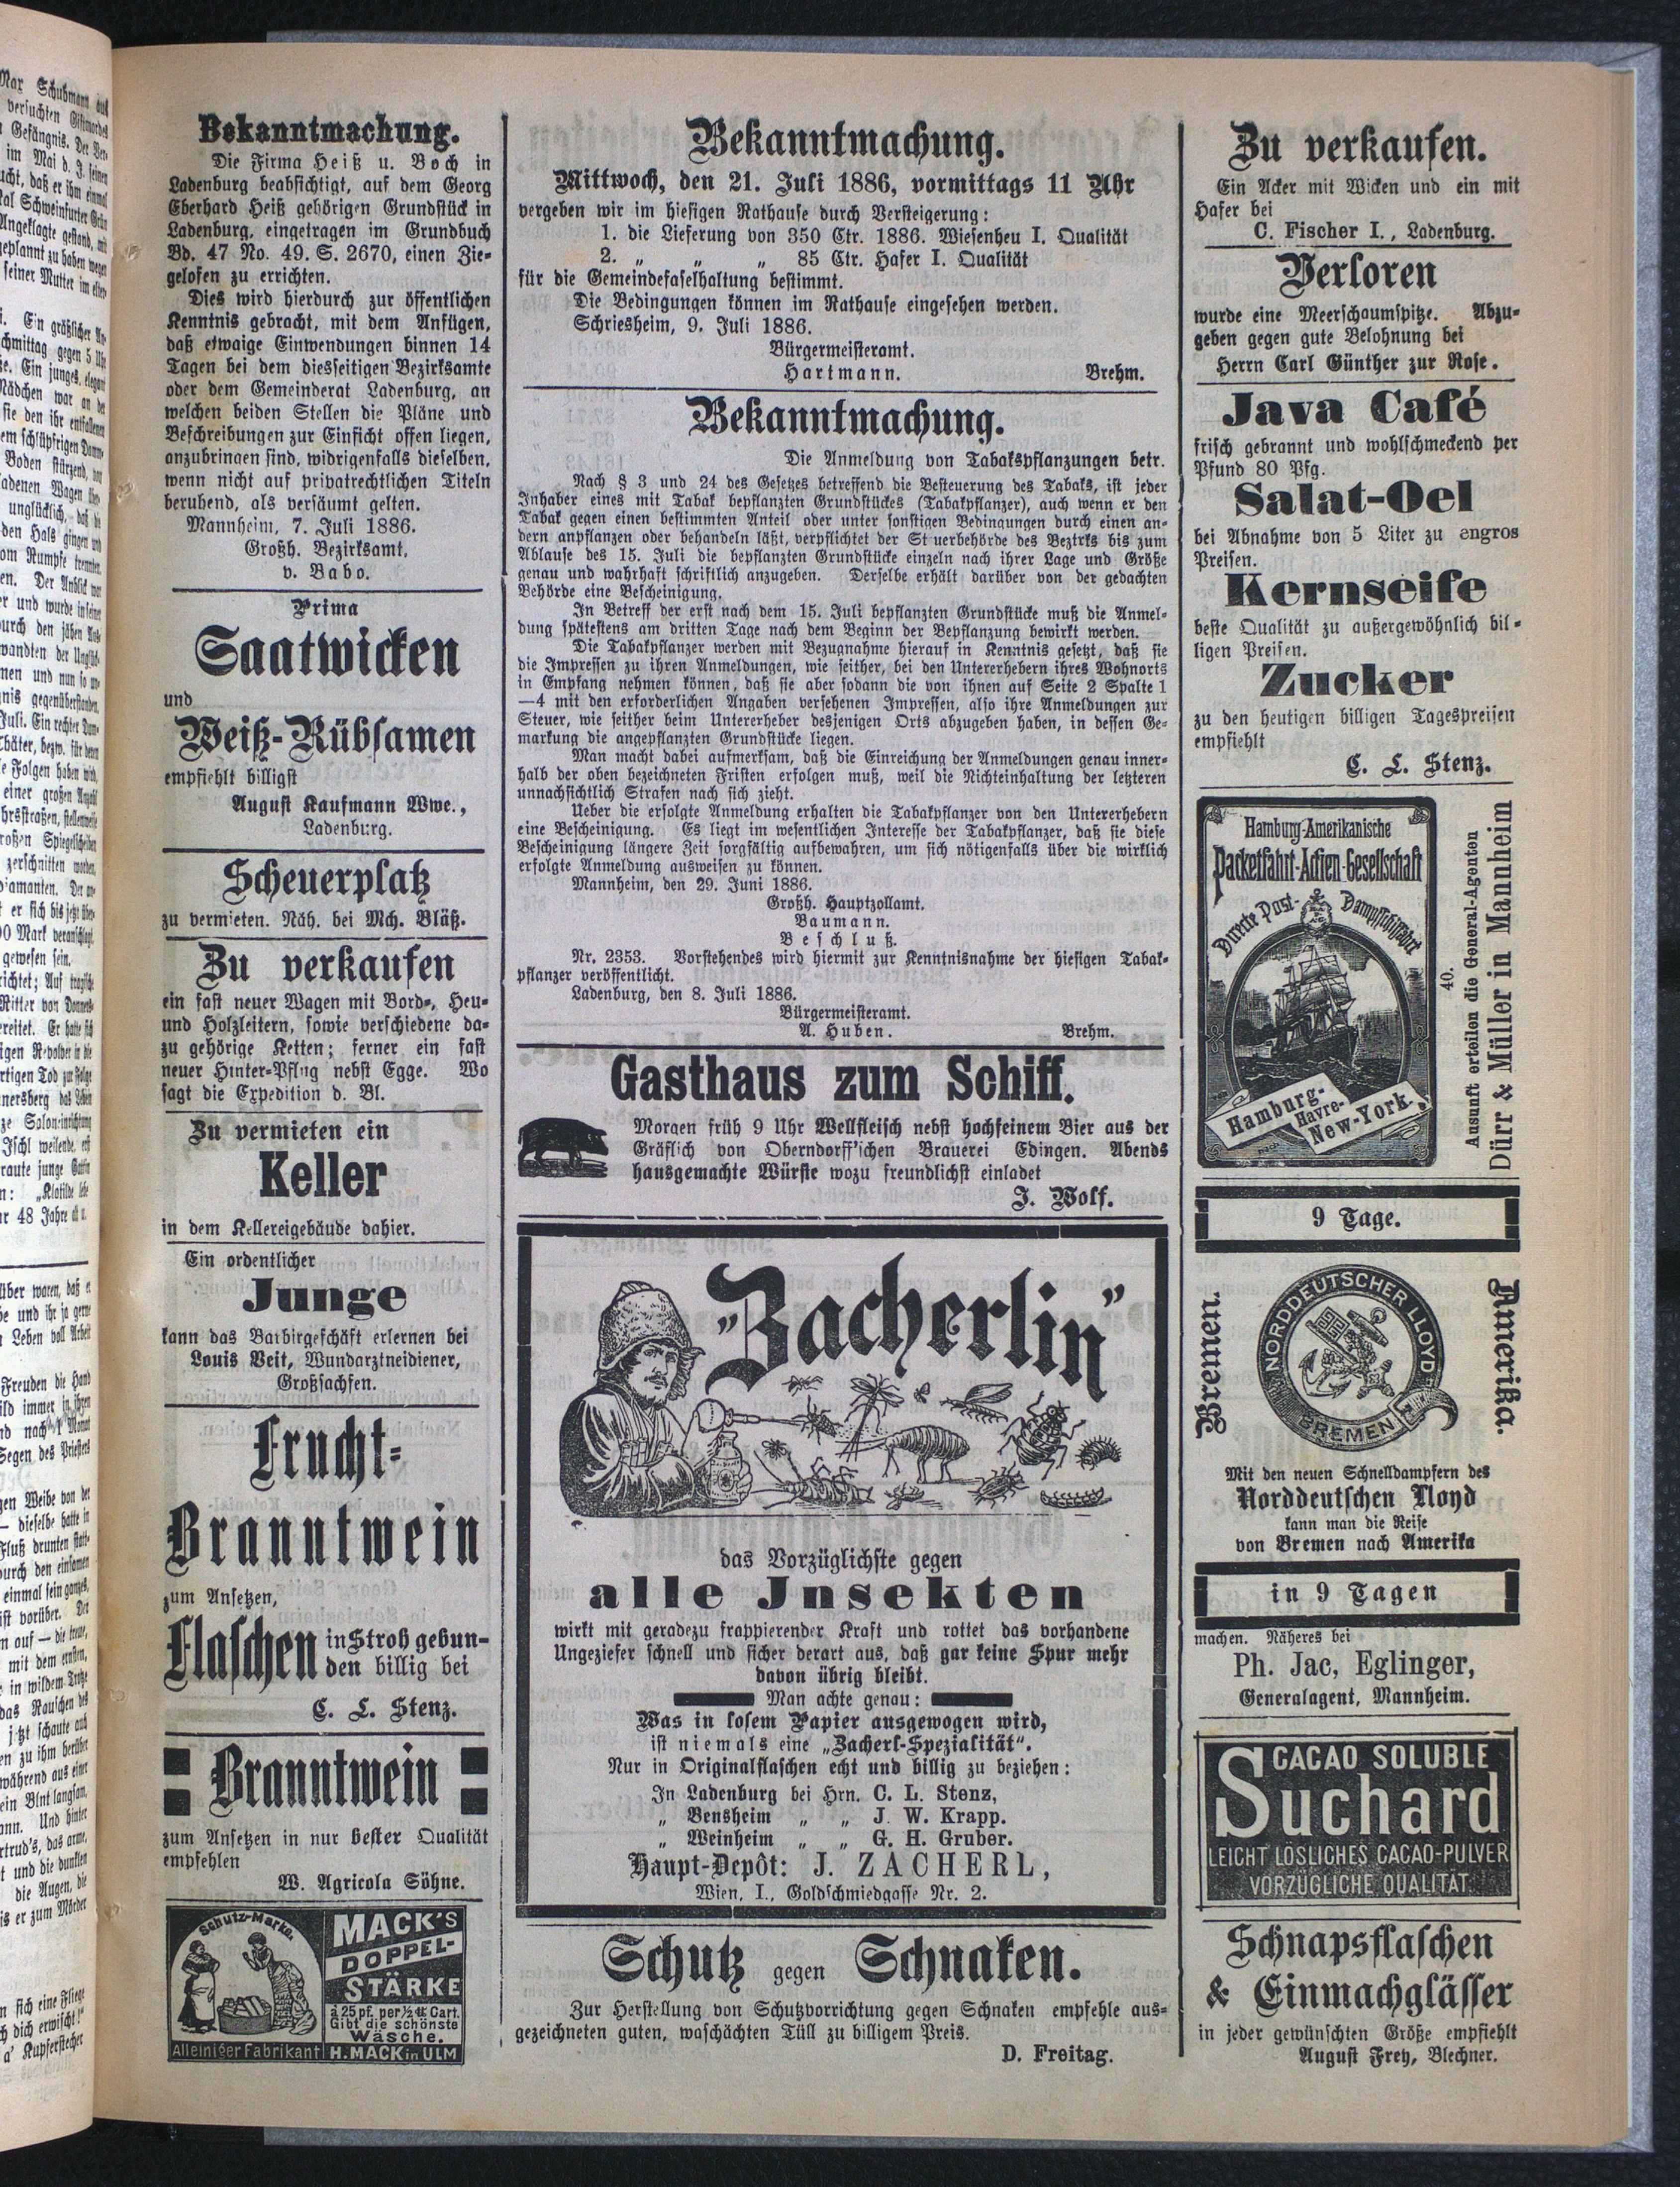 Bekanntmachung.
Die Firma Heiß u. Boch in
Ladenburg beabsichtigt, auf dem Georg
Eberhard Heiß gehörigen Grundstück in
Ladenburg, eingetragen im Grundbuch
Bd. 47 No. 49. S. 2670, einen Zie-
gelofen zu errichten.
Dies wird hierdurch zur öffentlichen
Kenntnis gebracht, mit dem Anfügen,
daß etwaige Einwendungen binnen 14
Tagen bei dem diesseitigen Bezirksamte
oder dem Gemeinderat Ladenburg, an
welchen beiden Stellen die Pläne und
Beschreibungen zur Einsicht offen liegen,
anzubringen sind, widrigenfalls dieselben,
wenn nicht auf privatrechtlichen Titeln
beruhend, als versäumt gelten.
Mannheim, 7. Juli 1886.
Großh. Bezirksamt,
v. Babo.
Prima
Saatwicken
und
Weiß-Rübsamen
empfiehlt billigst
August Kaufmann Wwe.,
Ladenburg.
Scheuerplatz
zu vermieten. Näh. bei Mch. Bläß.
Zu verkaufen
ein fast neuer Wagen mit Bord-, Heu-
und Holzleitern, sowie verschiedene da-
zu gehörige Ketten; ferner ein fast
neuer Hinter-Pflug nebst Egge. Wo
sagt die Expedition d. Bl.
Zu vermieten ein
Keller
in dem Kellereigebäude dahier.
Ein ordentlicher
Junge
kann das Barbirgeschäft erlernen bei
Louis Veit, Wundarztneidiener,
Großsachsen.
Frucht-
Branntwein
zum Ansetzen,
Flaschen in Stroh gebun-
den billig bei
C. L. Stenz.
Branntwein
zum Ansetzen in nur bester Qualität
empfehlen
W. Agricola Söhne.
Schutz-Marke.
MACK'S
DOPPEL-
STÄRKE
à 25 pf. per ½ ℔ Cart.
Gibt die schönste
Wäsche.
Alleiniger Fabrikant H. MACK in ULM
Bekanntmachung.
Mittwoch, den 21. Juli 1886, vormittags 11 Uhr
vergeben wir im hiesigen Rathause durch Versteigerung:
1. die Lieferung von 350 Ctr. 1886. Wiesenheu I. Qualität
2. „ „ „ 85 Ctr. Hafer I. Qualität
für die Gemeindefaselhaltung bestimmt.
Die Bedingungen können im Rathause eingesehen werden.
Schriesheim, 9. Juli 1886.
Bürgermeisteramt.
Hartmann. Brehm.
Bekanntmachung.
Die Anmeldung von Tabakspflanzungen betr.
Nach § 3 und 24 des Gesetzes betreffend die Besteuerung des Tabaks, ist jeder
Inhaber eines mit Tabak bepflanzten Grundstückes (Tabakpflanzer), auch wenn er den
Tabak gegen einen bestimmten Anteil oder unter sonstigen Bedingungen durch einen an-
dern anpflanzen oder behandeln läßt, verpflichtet der St uerbehörde des Bezirks bis zum
Ablaufe des 15. Juli die bepflanzten Grundstücke einzeln nach ihrer Lage und Größe
genau und wahrhaft schriftlich anzugeben. Derselbe erhält darüber von der gedachten
Behörde eine Bescheinigung.
In Betreff der erst nach dem 15. Juli bepflanzten Grundstücke muß die Anmel-
dung spätestens am dritten Tage nach dem Beginn der Bepflanzung bewirkt werden.
Die Tabakpflanzer werden mit Bezugnahme hierauf in Kenntnis gesetzt, daß sie
die Impressen zu ihren Anmeldungen, wie seither, bei den Untererhebern ihres Wohnorts
in Empfang nehmen können, daß sie aber sodann die von ihnen auf Seite 2 Spalte 1
—4 mit den erforderlichen Angaben versehenen Impressen, also ihre Anmeldungen zur
Steuer, wie seither beim Untererheber desjenigen Orts abzugeben haben, in dessen Ge-
markung die angepflanzten Grundstücke liegen.
Man macht dabei aufmerksam, daß die Einreichung der Anmeldungen genau inner-
halb der oben bezeichneten Fristen erfolgen muß, weil die Nichteinhaltung der letzteren
unnachsichtlich Strafen nach sich zieht.
Ueber die erfolgte Anmeldung erhalten die Tabakpflanzer von den Untererhebern
eine Bescheinigung. Es liegt im wesentlichen Interesse der Tabakpflanzer, daß sie diese
Bescheinigung längere Zeit sorgfältig aufbewahren, um sich nötigenfalls über die wirklich
erfolgte Anmeldung ausweisen zu können.
Mannheim, den 29. Juni 1886.
Großh. Hauptzollamt.
Baumann.
Beschluß.
Nr. 2353. Vorstehendes wird hiermit zur Kenntnisnahme der hiesigen Tabak-
pflanzer veröffentlicht.
Ladenburg, den 8. Juli 1886.
Bürgermeisteramt.
A. Huben. Brehm.
Gasthaus zum Schiff.
Morgen früh 9 Uhr Wellfleisch nebst hochfeinem Bier aus der
Gräflich von Oberndorff'schen Brauerei Edingen. Abends
hausgemachte Würste wozu freundlichst einladet
J. Wolf.
„Zacherlin"
das Vorzüglichste gegen
alle Jnsekten
wirkt mit geradezu frappierender Kraft und rottet das vorhandene
Ungeziefer schnell und sicher derart aus, daß gar keine Spur mehr
davon übrig bleibt.
Man achte genau:
Was in losem Papier ausgewogen wird,
ist niemals eine „Zacherl-Spezialität".
Nur in Originalflaschen echt und billig zu beziehen:
In Ladenburg bei Hrn. C. L. Stenz,
„ Bensheim „ „ J. W. Krapp.
„ Weinheim „ „ G. H. Gruber.
Haupt-Depôt: J. ZACHERL,
Wien, I., Goldschmiedgasse Nr. 2.
Schutz gegen Schnaken.
Zur Herstellung von Schutzvorrichtung gegen Schnaken empfehle aus-
gezeichneten guten, waschächten Tüll zu billigem Preis.
D. Freitag.
Zu verkaufen.
Ein Acker mit Wicken und ein mit
Hafer bei
C. Fischer I., Ladenburg.
Verloren
wurde eine Meerschaumspitze. Abzu-
geben gegen gute Belohnung bei
Herrn Carl Günther zur Rose.
Java Café
frisch gebrannt und wohlschmeckend per
Pfund 80 Pfg.
Salat-Oel
bei Abnahme von 5 Liter zu engros
Preisen.
Kernseife
beste Qualität zu außergewöhnlich bil-
ligen Preisen.
Zucker
zu den heutigen billigen Tagespreisen
empfiehlt
C. L. Stenz.
Hamburg-Amerikanische
Packetfahrt-Actien-Gesellschaft
Directe Post-Dampfschiffahrt
Hamburg-
Havre-
New-York.
40.
Auskunft erteilen die General-Agenten
Dürr & Müller in Mannheim
9 Tage.
Bremen.
NORDDEUTSCHER LLOYD
BREMEN
Amerika.
Mit den neuen Schnelldampfern des
Norddeutschen Lloyd
kann man die Reise
von Bremen nach Amerika
in 9 Tagen
machen. Näheres bei
Ph. Jac, Eglinger,
Generalagent, Mannheim.
CACAO SOLUBLE
Suchard
LEICHT LÖSLICHES CACAO-PULVER
VORZÜGLICHE QUALITÄT.
Schnapsflaschen
& Einmachgläsſer
in jeder gewünschten Größe empfiehlt
August Frey, Blechner.